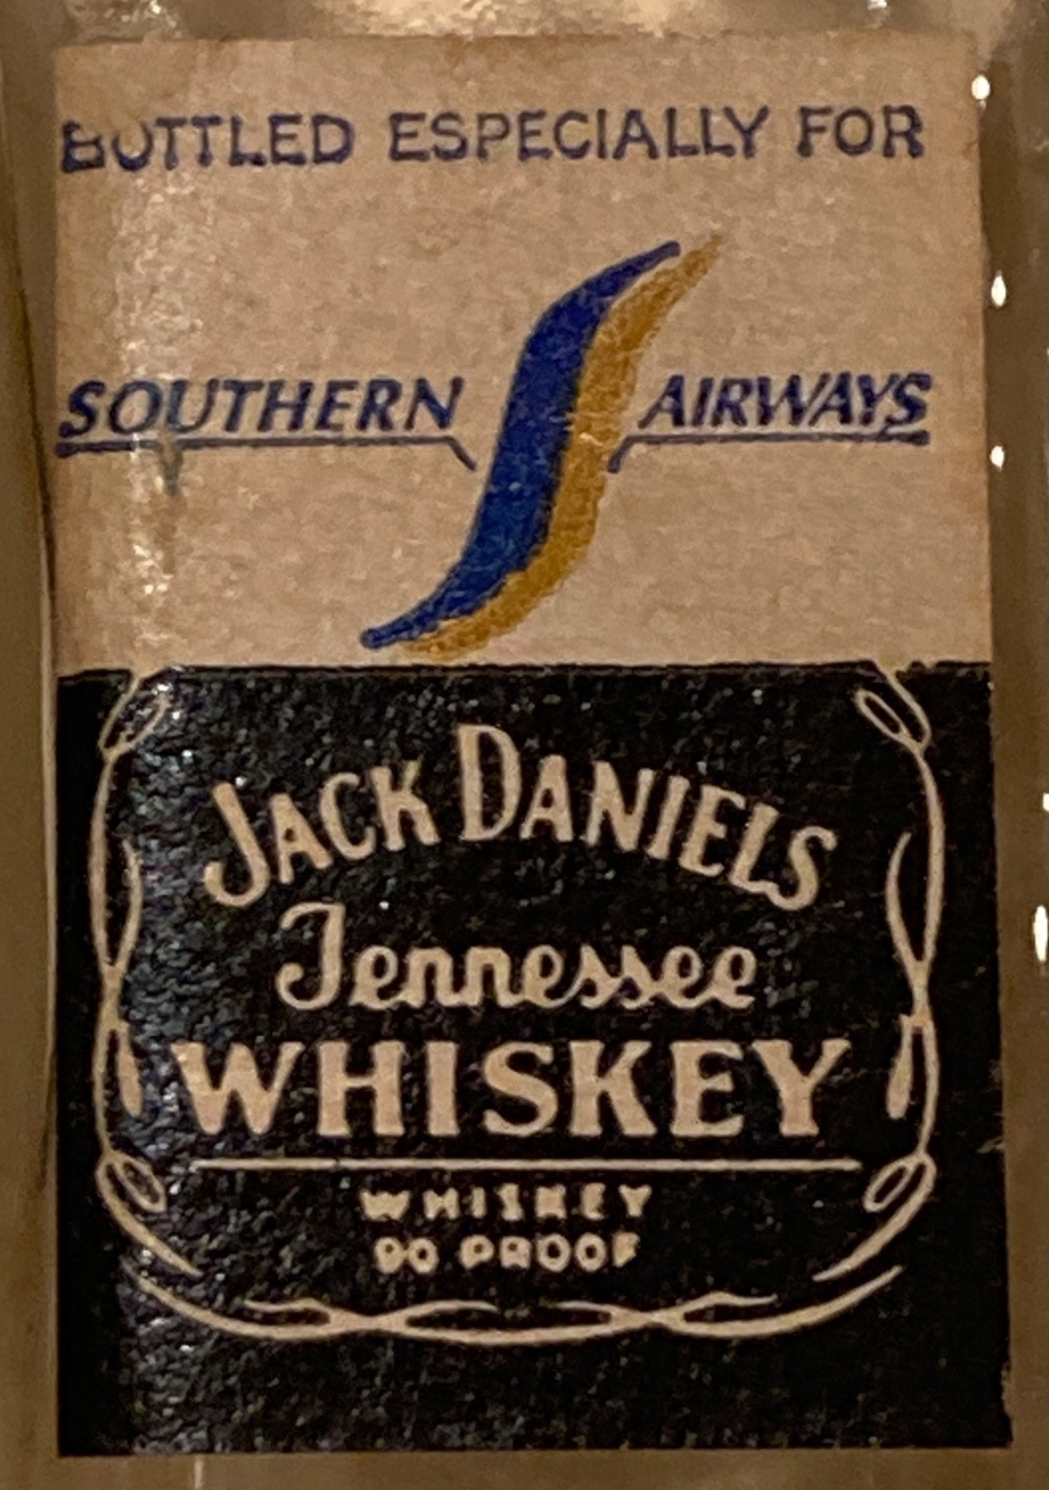 BOTTLED ESPECIALLY FOR
SOUTHERN AIRWAYS
JACK DANIELS
Tennessee
WHISKEY
WHISKEY
90 PROOF